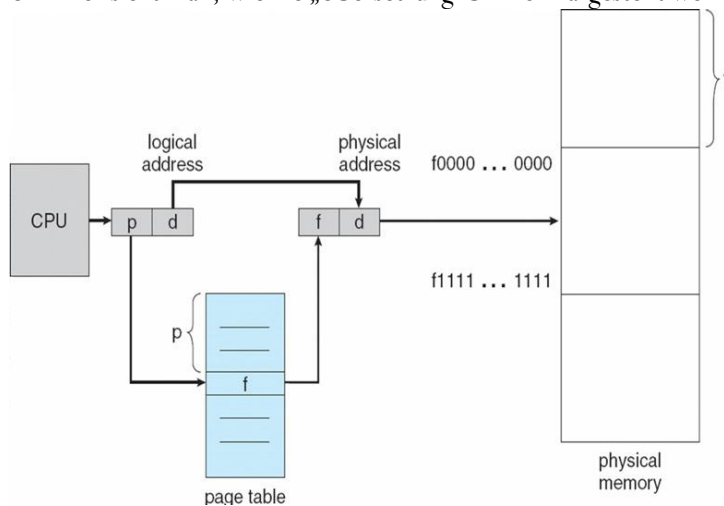 logical
address
physical
address
f0000 ... 0000
CPU
p d
f d
f1111 ... 1111
p
f
physical
memory
page table